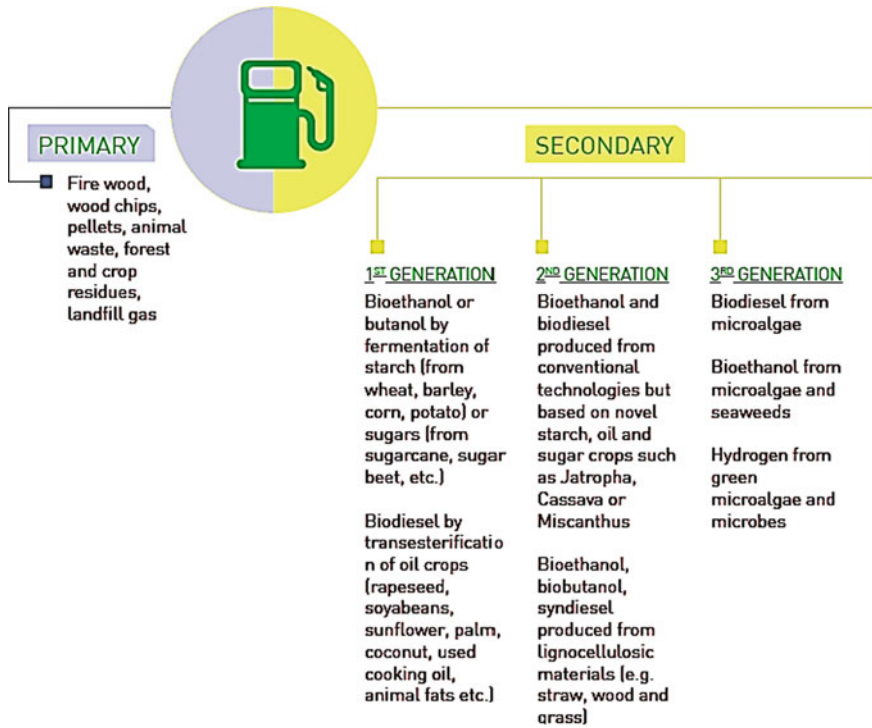 PRIMARY
Fire wood,
wood chips,
pellets, animal
waste, forest
and crop
residues,
landfill gas
SECONDARY
1ST GENERATION
Bioethanol or
butanol by
fermentation of
starch (from
wheat, barley,
corn, potato) or
sugars (from
sugarcane, sugar
beet, etc.)
Biodiesel by
transesterificatio
n of oil crops
(rapeseed,
soyabeans,
sunflower, palm,
coconut, used
cooking oil,
animal fats etc.)
2ND GENERATION
Bioethanol and
biodiesel
produced from
conventional
technologies but
based on novel
starch, oil and
sugar crops such
as Jatropha,
Cassava or
Miscanthus
Bioethanol,
biobutanol,
syndiesel
produced from
lignocellulosic
materials (e.g.
straw, wood and
grass)
3RD GENERATION
Biodiesel from
microalgae
Bioethanol from
microalgae and
seaweeds
Hydrogen from
green
microalgae and
microbes